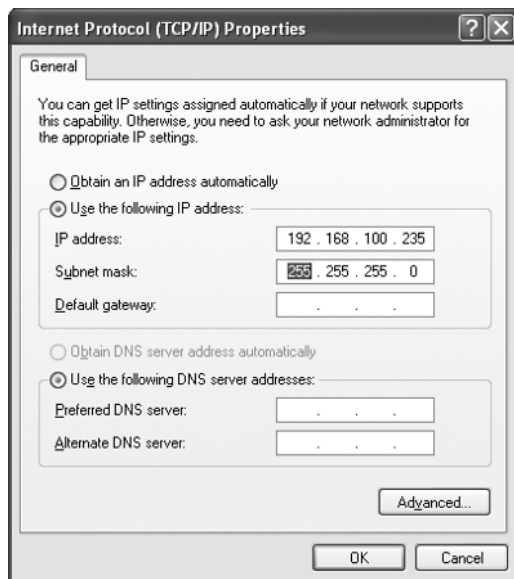 Internet Protocol (TCP/IP) Properties
General
You can get IP settings assigned automatically if your network supports
this capability. Otherwise, you need to ask your network administrator for
the appropriate IP settings.
Obtain an IP address automatically
Use the following IP address:
IP address: 192 . 168 . 100 . 235
Subnet mask: 255 . 255 . 255 . 0
Default gateway: . . .
Obtain DNS server address automatically
Use the following DNS server addresses:
Preferred DNS server: . . .
Alternate DNS server: . . .
Advanced...
OK Cancel